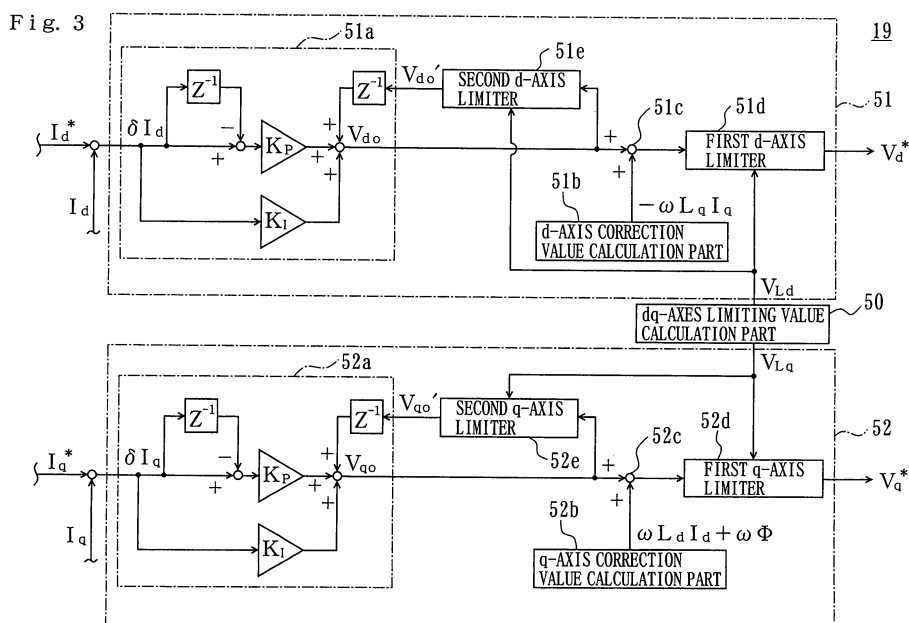 Fig. 3
19
51a
51e
V_do′
SECOND d-AXIS
LIMITER
51
Z⁻¹
Z⁻¹
51c
51d
I_d*
δI_d
−
+
K_P
+
+
+
V_do
+
+
FIRST d-AXIS
LIMITER
V_d*
I_d
K_I
51b
−ωL_qI_q
d-AXIS CORRECTION
VALUE CALCULATION PART
V_Ld
50
dq-AXES LIMITING VALUE
CALCULATION PART
V_Lq
52a
V_qo′
SECOND q-AXIS
LIMITER
52e
52
Z⁻¹
Z⁻¹
52c
52d
I_q*
δI_q
−
+
K_P
+
+
+
V_qo
+
+
FIRST q-AXIS
LIMITER
V_q*
I_q
K_I
52b
ωL_dI_d+ωΦ
q-AXIS CORRECTION
VALUE CALCULATION PART